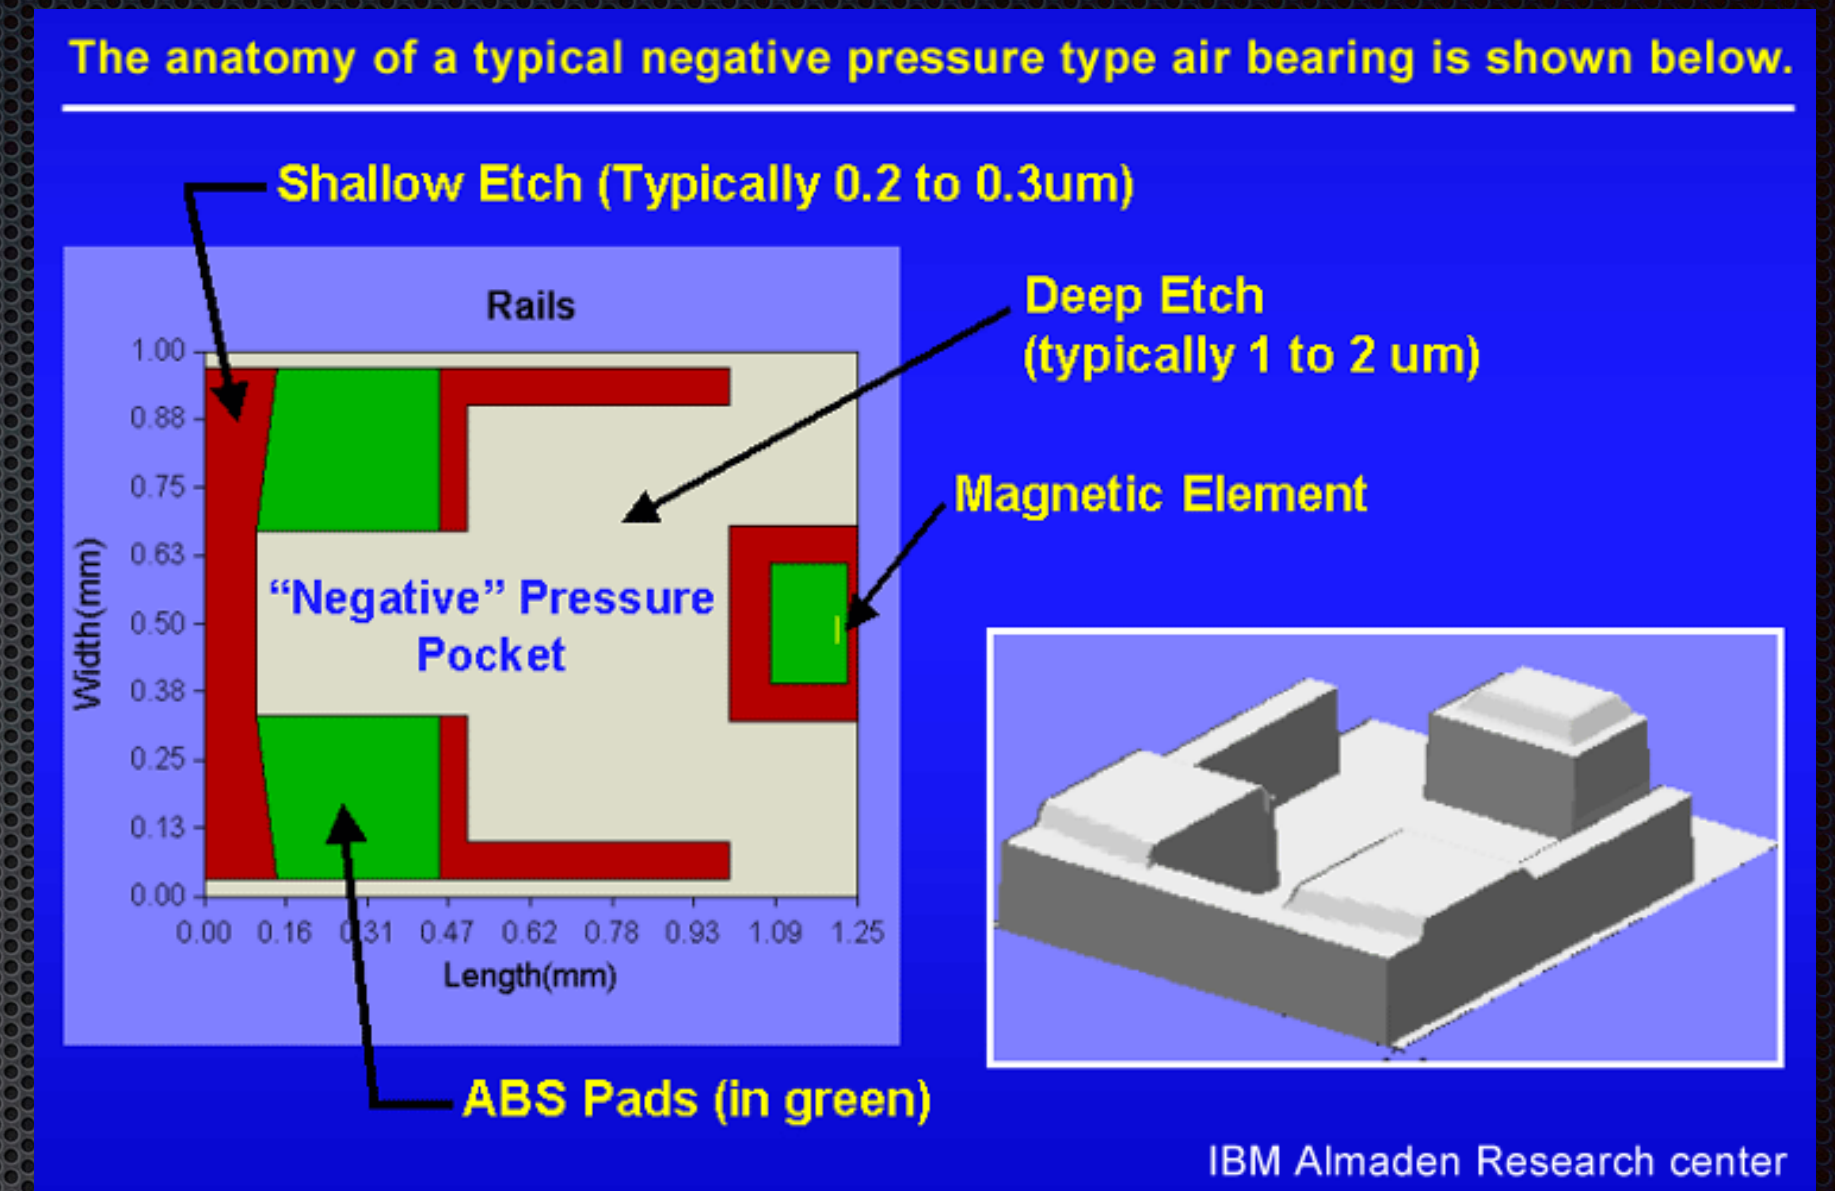 The anatomy of a typical negative pressure type air bearing is shown below.
Shallow Etch (Typically 0.2 to 0.3um)
Rails
Deep Etch
(typically 1 to 2 um)
Magnetic Element
1.00
0.88
0.75
0.63
0.50
0.38
0.25
0.13
0.00
Width(mm)
“Negative” Pressure
Pocket
0.00 0.16 0.31 0.47 0.62 0.78 0.93 1.09 1.25
Length(mm)
ABS Pads (in green)
IBM Almaden Research center